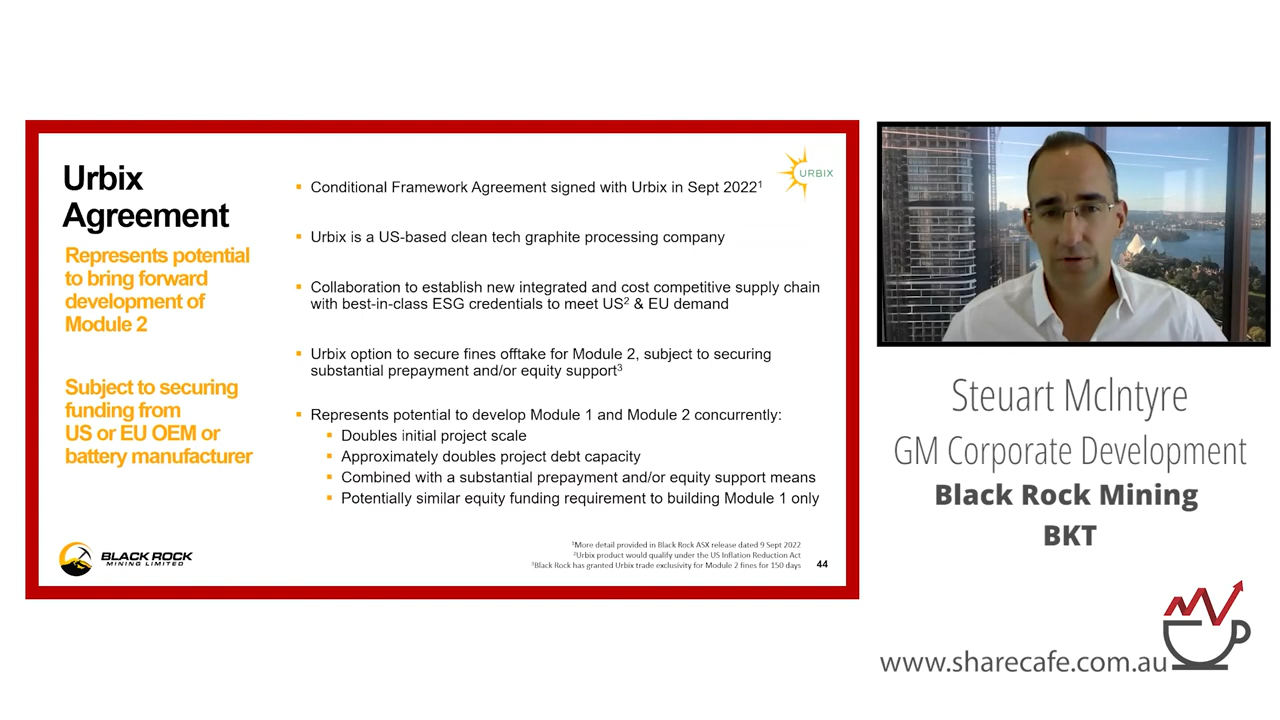 Urbix
Agreement
Represents potential
to bring forward
development of
Module 2
Subject to securing
funding from
US or EU OEM or
battery manufacturer
URBIX
▪ Conditional Framework Agreement signed with Urbix in Sept 2022¹
▪ Urbix is a US-based clean tech graphite processing company
▪ Collaboration to establish new integrated and cost competitive supply chain
with best-in-class ESG credentials to meet US² & EU demand
▪ Urbix option to secure fines offtake for Module 2, subject to securing
substantial prepayment and/or equity support³
▪ Represents potential to develop Module 1 and Module 2 concurrently:
▪ Doubles initial project scale
▪ Approximately doubles project debt capacity
▪ Combined with a substantial prepayment and/or equity support means
▪ Potentially similar equity funding requirement to building Module 1 only
BLACK ROCK
MINING LIMITED
¹More detail provided in Black Rock ASX release dated 9 Sept 2022
²Urbix product would qualify under the US Inflation Reduction Act
³Black Rock has granted Urbix trade exclusivity for Module 2 fines for 150 days
44
Steuart McIntyre
GM Corporate Development
Black Rock Mining
BKT
www.sharecafe.com.au